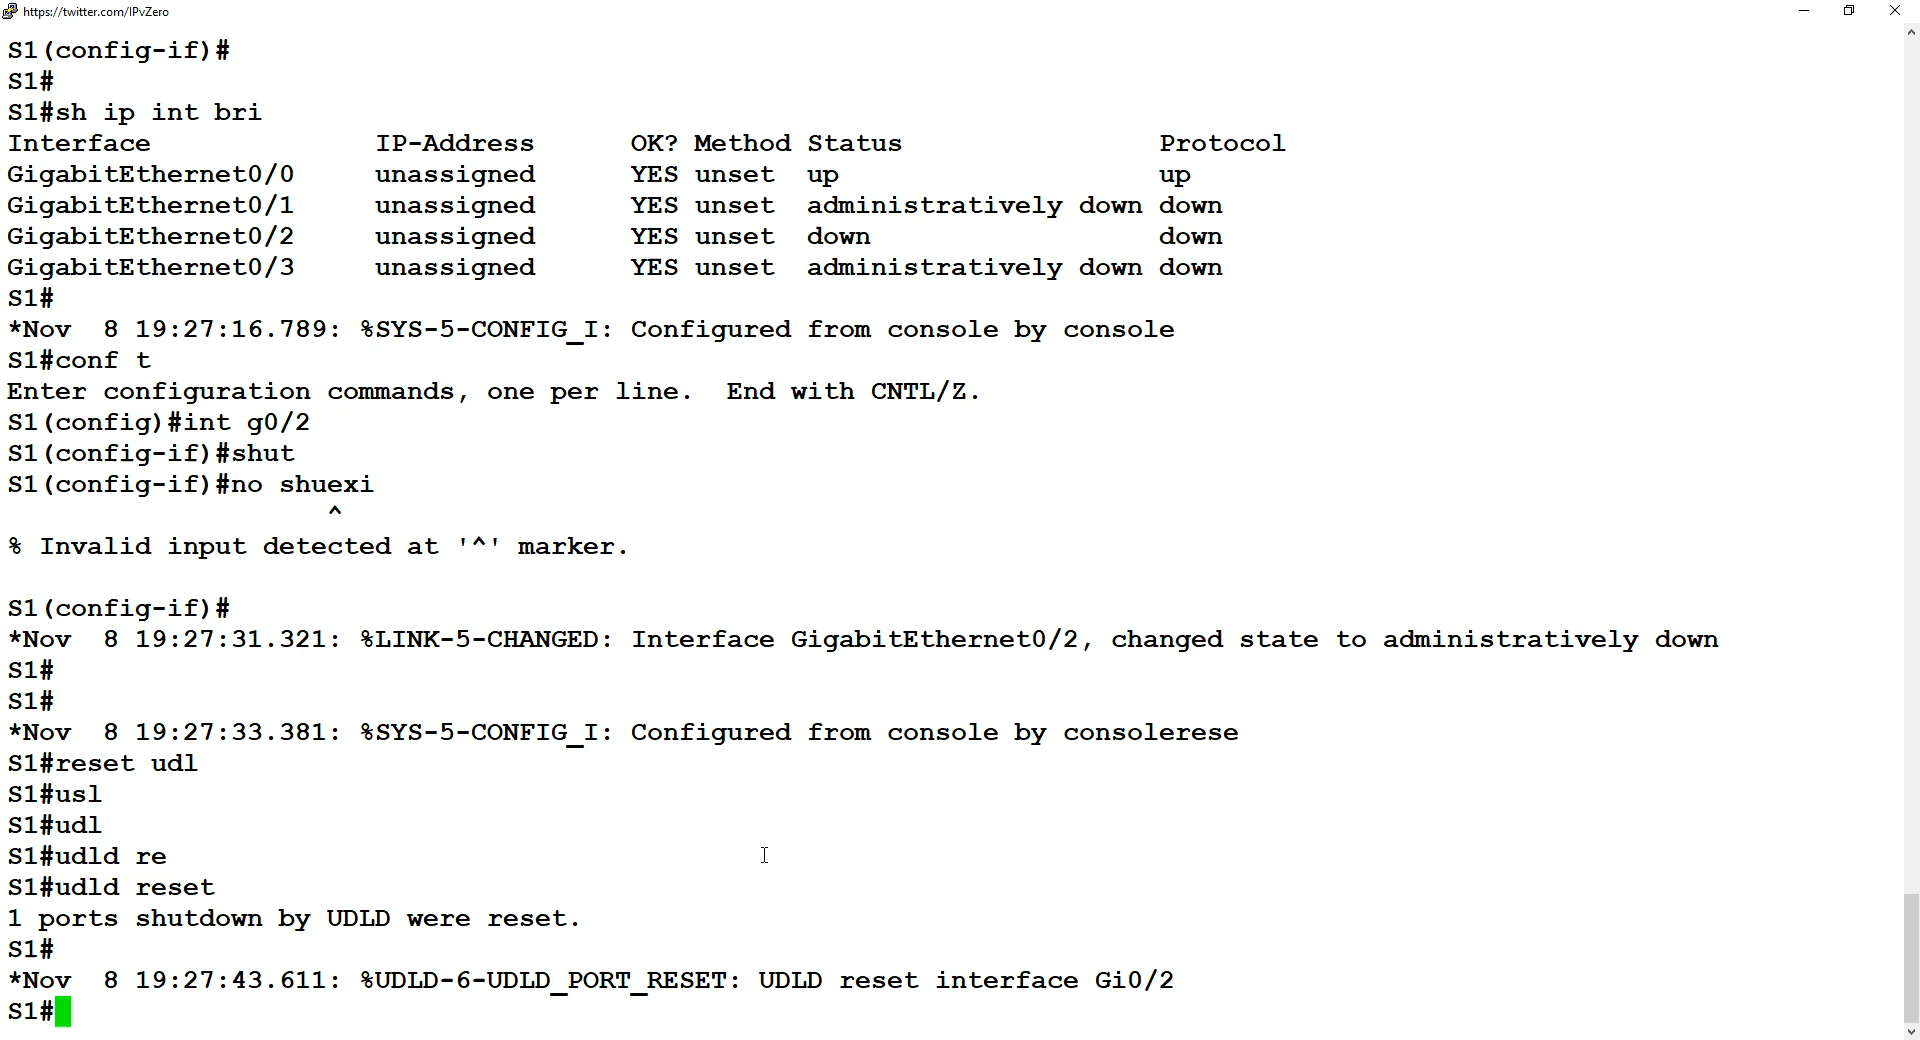 https://twitter.com/IPvZero
S1(config-if)#
S1#
S1#sh ip int bri
Interface              IP-Address      OK? Method Status                Protocol
GigabitEthernet0/0     unassigned      YES unset  up                    up
GigabitEthernet0/1     unassigned      YES unset  administratively down down
GigabitEthernet0/2     unassigned      YES unset  down                  down
GigabitEthernet0/3     unassigned      YES unset  administratively down down
S1#
*Nov  8 19:27:16.789: %SYS-5-CONFIG_I: Configured from console by console
S1#conf t
Enter configuration commands, one per line.  End with CNTL/Z.
S1(config)#int g0/2
S1(config-if)#shut
S1(config-if)#no shuexi
                    ^
% Invalid input detected at '^' marker.
S1(config-if)#
*Nov  8 19:27:31.321: %LINK-5-CHANGED: Interface GigabitEthernet0/2, changed state to administratively down
S1#
S1#
*Nov  8 19:27:33.381: %SYS-5-CONFIG_I: Configured from console by consolerese
S1#reset udl
S1#usl
S1#udl
S1#udld re
S1#udld reset
1 ports shutdown by UDLD were reset.
S1#
*Nov  8 19:27:43.611: %UDLD-6-UDLD_PORT_RESET: UDLD reset interface Gi0/2
S1#